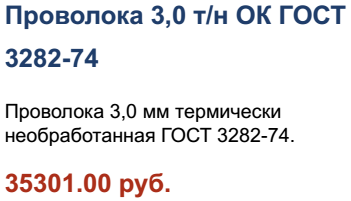 Проволока 3,0 т/н ОК ГОСТ
3282-74
Проволока 3,0 мм термически
необработанная ГОСТ 3282-74.
35301.00 руб.